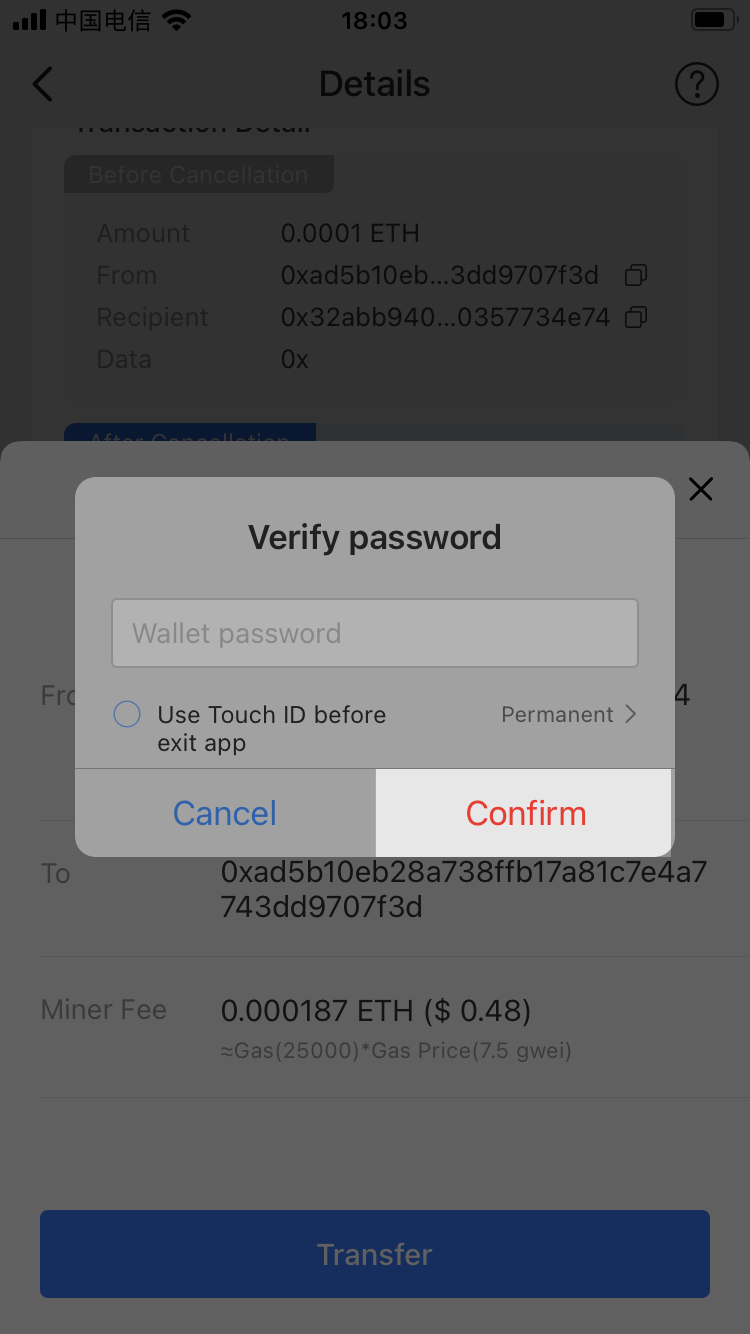 中国电信 18:03
Details ?
Transaction Detail
Before Cancellation
Amount 0.0001 ETH
From 0xad5b10eb...3dd9707f3d
Recipient 0x32abb940...0357734e74
Data 0x
After Cancellation
Verify password
Wallet password
Fro 4
Use Touch ID before
exit app
Permanent
Cancel Confirm
To 0xad5b10eb28a738ffb17a81c7e4a7
743dd9707f3d
Miner Fee 0.000187 ETH ($ 0.48)
≈Gas(25000)*Gas Price(7.5 gwei)
Transfer